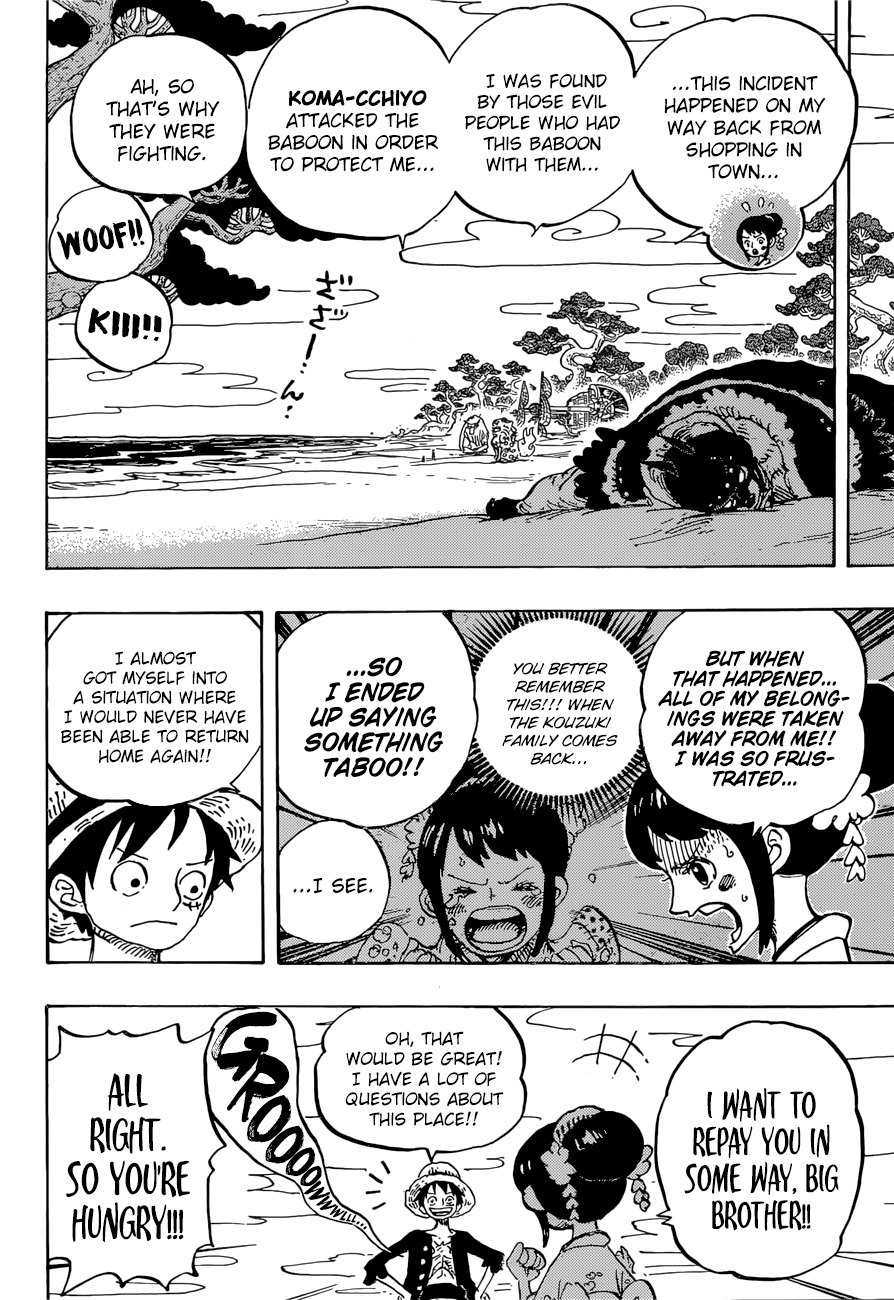 ...THIS INCIDENT
HAPPENED ON MY
WAY BACK FROM
SHOPPING IN
TOWN...
I WAS FOUND
BY THOSE EVIL
PEOPLE WHO HAD
THIS BABOON
WITH THEM...
KOMA-CCHIYO
ATTACKED THE
BABOON IN ORDER
TO PROTECT ME...
AH, SO
THAT'S WHY
THEY WERE
FIGHTING.
WOOF!!
KIII!!
ざざーん。
BUT WHEN
THAT HAPPENED...
ALL OF MY BELONG-
INGS WERE TAKEN
AWAY FROM ME!!
I WAS SO FRUS-
TRATED...
YOU BETTER
REMEMBER
THIS!!! WHEN
THE KOUZUKI
FAMILY COMES
BACK...
...SO
I ENDED
UP SAYING
SOMETHING
TABOO!!
...I SEE.
I ALMOST
GOT MYSELF INTO
A SITUATION WHERE
I WOULD NEVER HAVE
BEEN ABLE TO RETURN
HOME AGAIN!!
I WANT TO
REPAY YOU IN
SOME WAY, BIG
BROTHER!!
OH, THAT
WOULD BE GREAT!
I HAVE A LOT OF
QUESTIONS ABOUT
THIS PLACE!!
GROOOOWWWLLL...
ALL
RIGHT.
SO YOU'RE
HUNGRY!!!